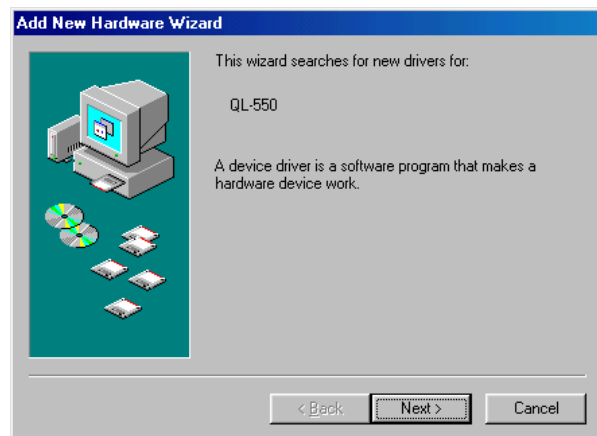 Add New Hardware Wizard
This wizard searches for new drivers for:
QL-550
A device driver is a software program that makes a
hardware device work.
< Back
Next >
Cancel